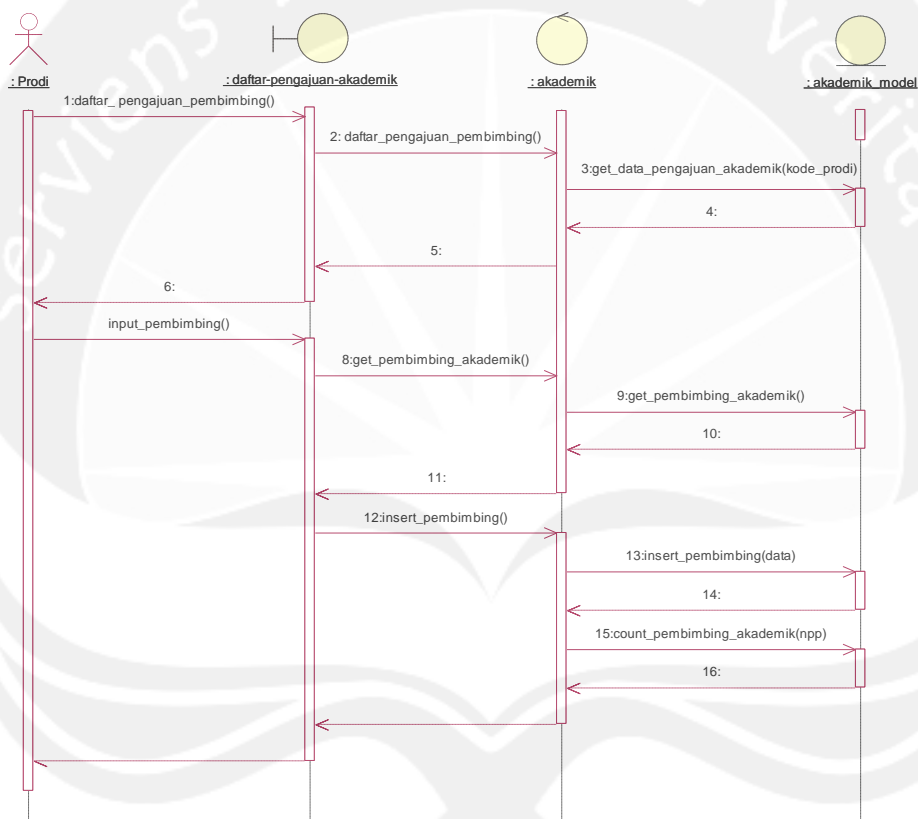 : Prodi
: daftar-pengajuan-akademik
: akademik
: akademik_model
1:daftar_ pengajuan_pembimbing()
2: daftar_pengajuan_pembimbing()
3:get_data_pengajuan_akademik(kode_prodi)
4:
5:
6:
input_pembimbing()
8:get_pembimbing_akademik()
9:get_pembimbing_akademik()
10:
11:
12:insert_pembimbing()
13:insert_pembimbing(data)
14:
15:count_pembimbing_akademik(npp)
16:
serviens